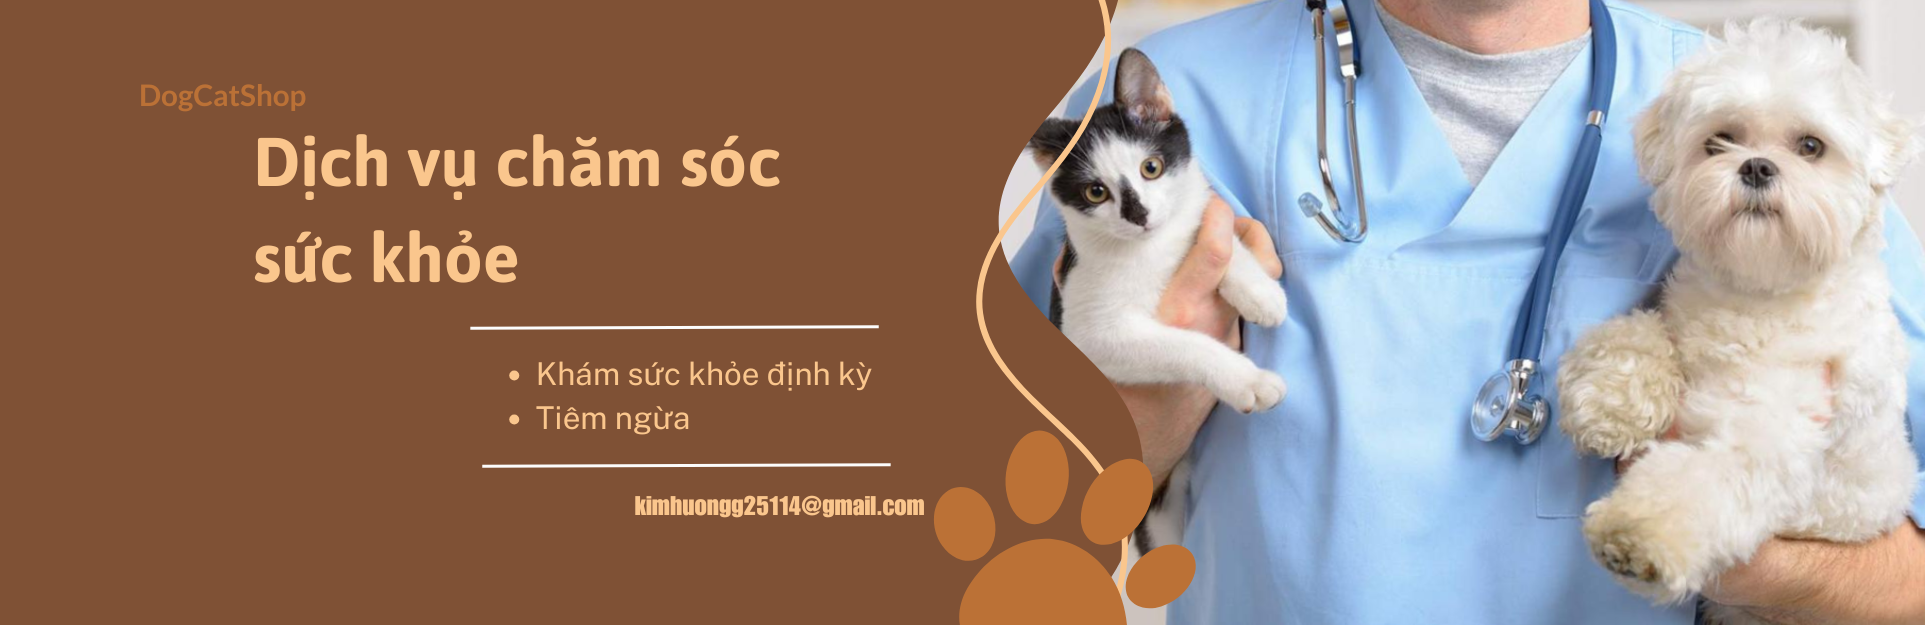 DogCatShop
Dịch vụ chăm sóc
sức khỏe
• Khám sức khỏe định kỳ
• Tiêm ngừa
kimhuongg25114@gmail.com